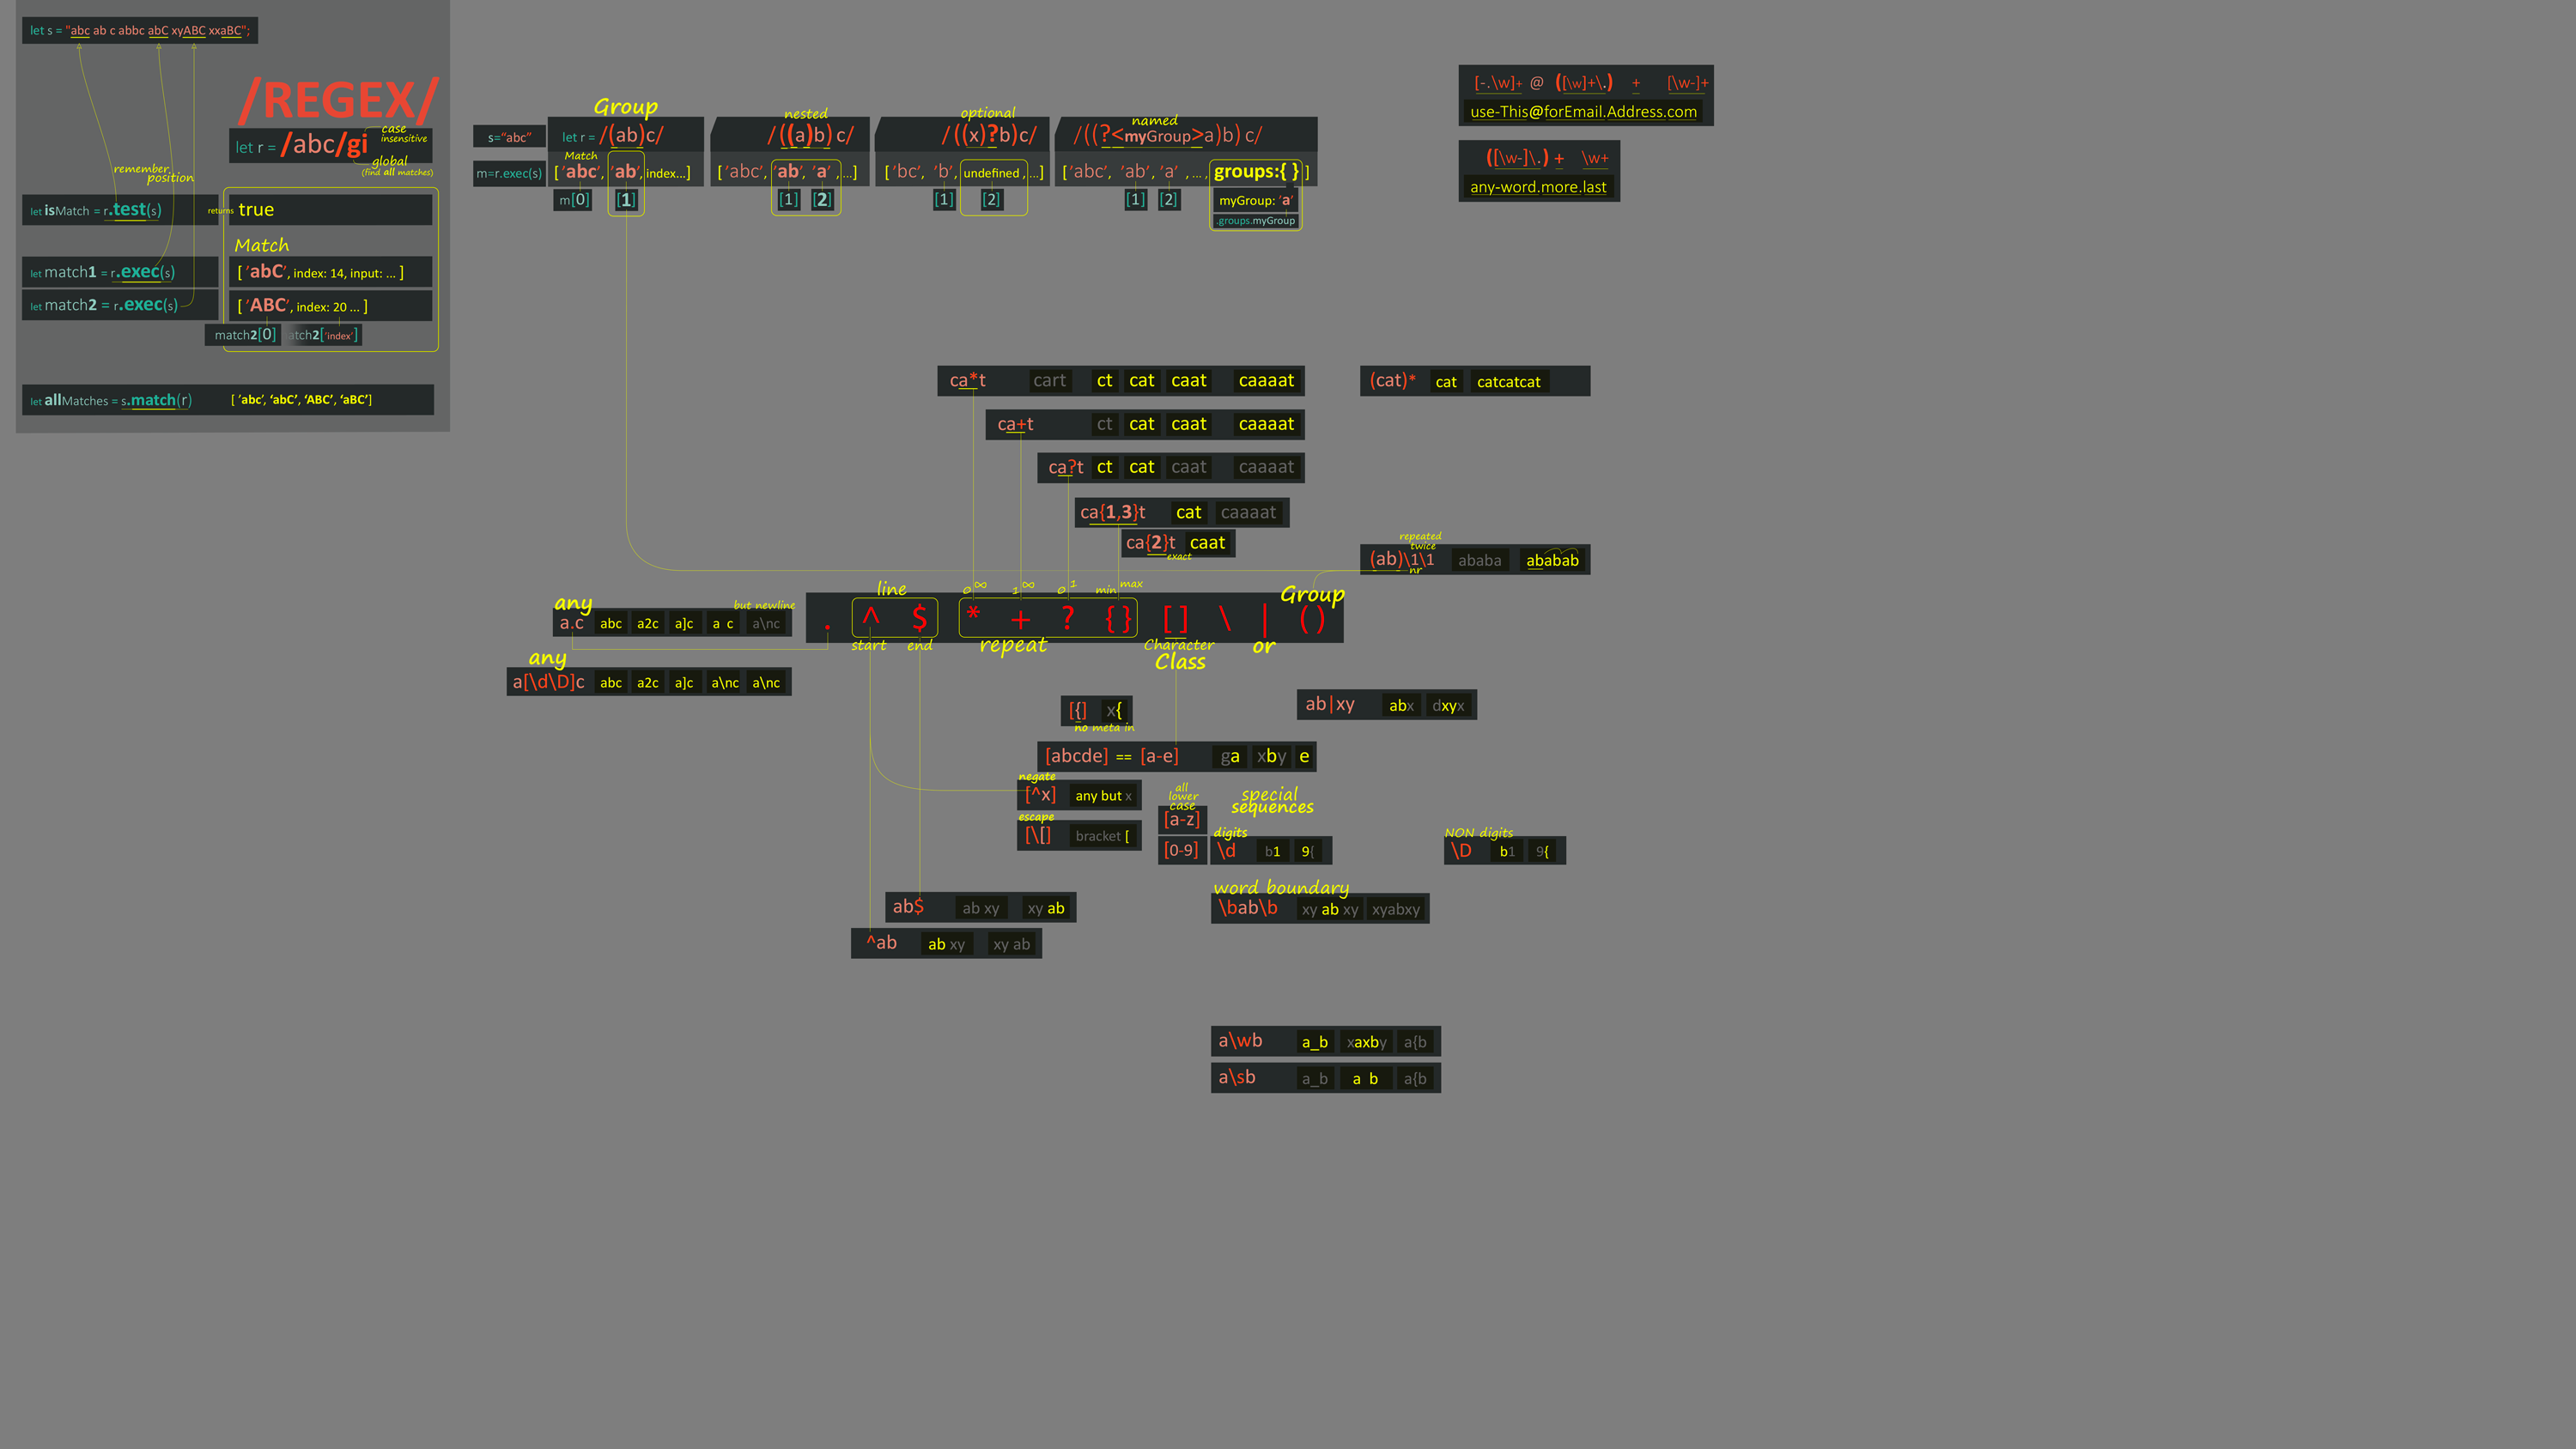 let s = "abc ab c abbc abC xyABC xxaBC";
/REGEX/
case
insensitive
let r = /abc/gi
global
(find all matches)
remember
position
let isMatch = r.test(s)
returns true
Match
let match1 = r.exec(s)
[ 'abC', index: 14, input: ... ]
let match2 = r.exec(s)
[ 'ABC', index: 20 ... ]
match2[0] atch2['index']
let allMatches = s.match(r)
[ 'abc', 'abC', 'ABC', 'aBC']
Group
s="abc"
let r = /(ab)c/
Match
m=r.exec(s)
[ 'abc', 'ab', index...]
m[0] [1]
nested
/((a)b) c/
['abc', 'ab', 'a' , ...]
[1] [2]
optional
/ ((x)?b)c/
['bc', 'b', undefined , ...]
[1] [2]
named
/((?<myGroup>a)b) c/
['abc', 'ab', 'a' , ... , groups:{ } ]
[1] [2] myGroup: 'a'
.groups.myGroup
[-.\w]+ @ ([\w]+\.) + [\w-]+
use-This@forEmail.Address.com
([\w-]\.) + \w+
any-word.more.last
ca*t cart ct cat caat caaaat
(cat)* cat catcatcat
ca+t ct cat caat caaaat
ca?t ct cat caat caaaat
ca{1,3}t cat caaaat
ca{2}t caat
exact
repeated
twice
(ab)\1\1 ababa ababab
nr
any
but newline
a.c abc a2c a]c a c a\nc
any
a[\d\D]c abc a2c a]c a\nc a\nc
line
0 ∞ 1 ∞ 0 1 min max
Group
. ^ $ * + ? { } [ ] \ | ( )
start end repeat Character
Class
or
[{] x{
no meta in
ab|xy abx dxyx
[abcde] == [a-e] ga xby e
negate
[^x] any but x
escape
[\[] bracket [
all
lower
case
[a-z]
special
sequences
digits
[0-9] \d b1 9{
NON digits
\D b1 9{
word boundary
\bab\b xy ab xy xyabxy
ab$ ab xy xy ab
^ab ab xy xy ab
a\wb a_b xaxby a{b
a\sb a_b a b a{b